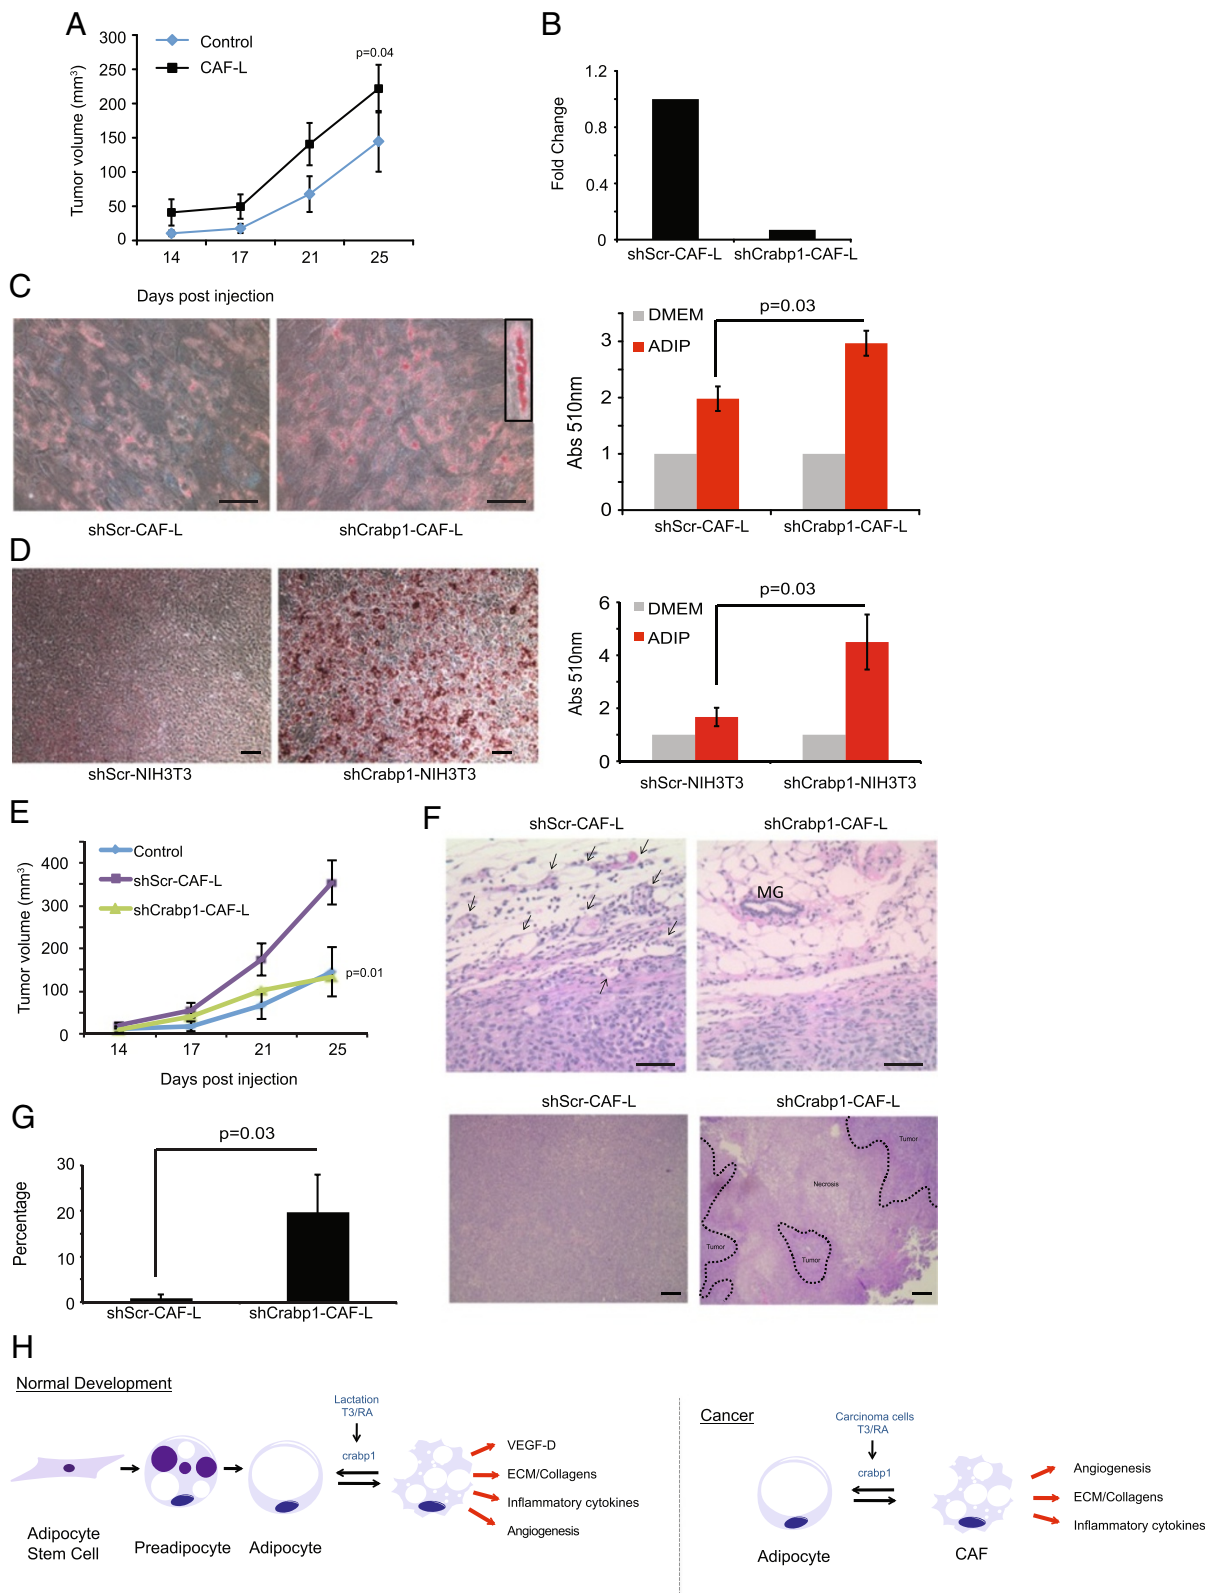 A
Control
CAF-L
p=0.04
Tumor volume (mm³)
300
250
200
150
100
50
0
14 17 21 25
Days post injection
B
Fold Change
1.2
0.8
0.4
0
shScr-CAF-L shCrabp1-CAF-L
C
shScr-CAF-L shCrabp1-CAF-L
DMEM
ADIP
p=0.03
Abs 510nm
3
2
1
0
shScr-CAF-L shCrabp1-CAF-L
D
shScr-NIH3T3 shCrabp1-NIH3T3
DMEM
ADIP
p=0.03
Abs 510nm
6
4
2
0
shScr-NIH3T3 shCrabp1-NIH3T3
E
Control
shScr-CAF-L
shCrabp1-CAF-L
p=0.01
Tumor volume (mm³)
400
300
200
100
0
14 17 21 25
Days post injection
F
shScr-CAF-L shCrabp1-CAF-L
MG
shScr-CAF-L shCrabp1-CAF-L
Tumor
Necrosis
Tumor
Tumor
G
p=0.03
Percentage
30
20
10
0
shScr-CAF-L shCrabp1-CAF-L
H
Normal Development
Lactation
T3/RA
crabp1
VEGF-D
ECM/Collagens
Inflammatory cytokines
Angiogenesis
Adipocyte
Stem Cell
Preadipocyte
Adipocyte
Cancer
Carcinoma cells
T3/RA
crabp1
Angiogenesis
ECM/Collagens
Inflammatory cytokines
Adipocyte
CAF